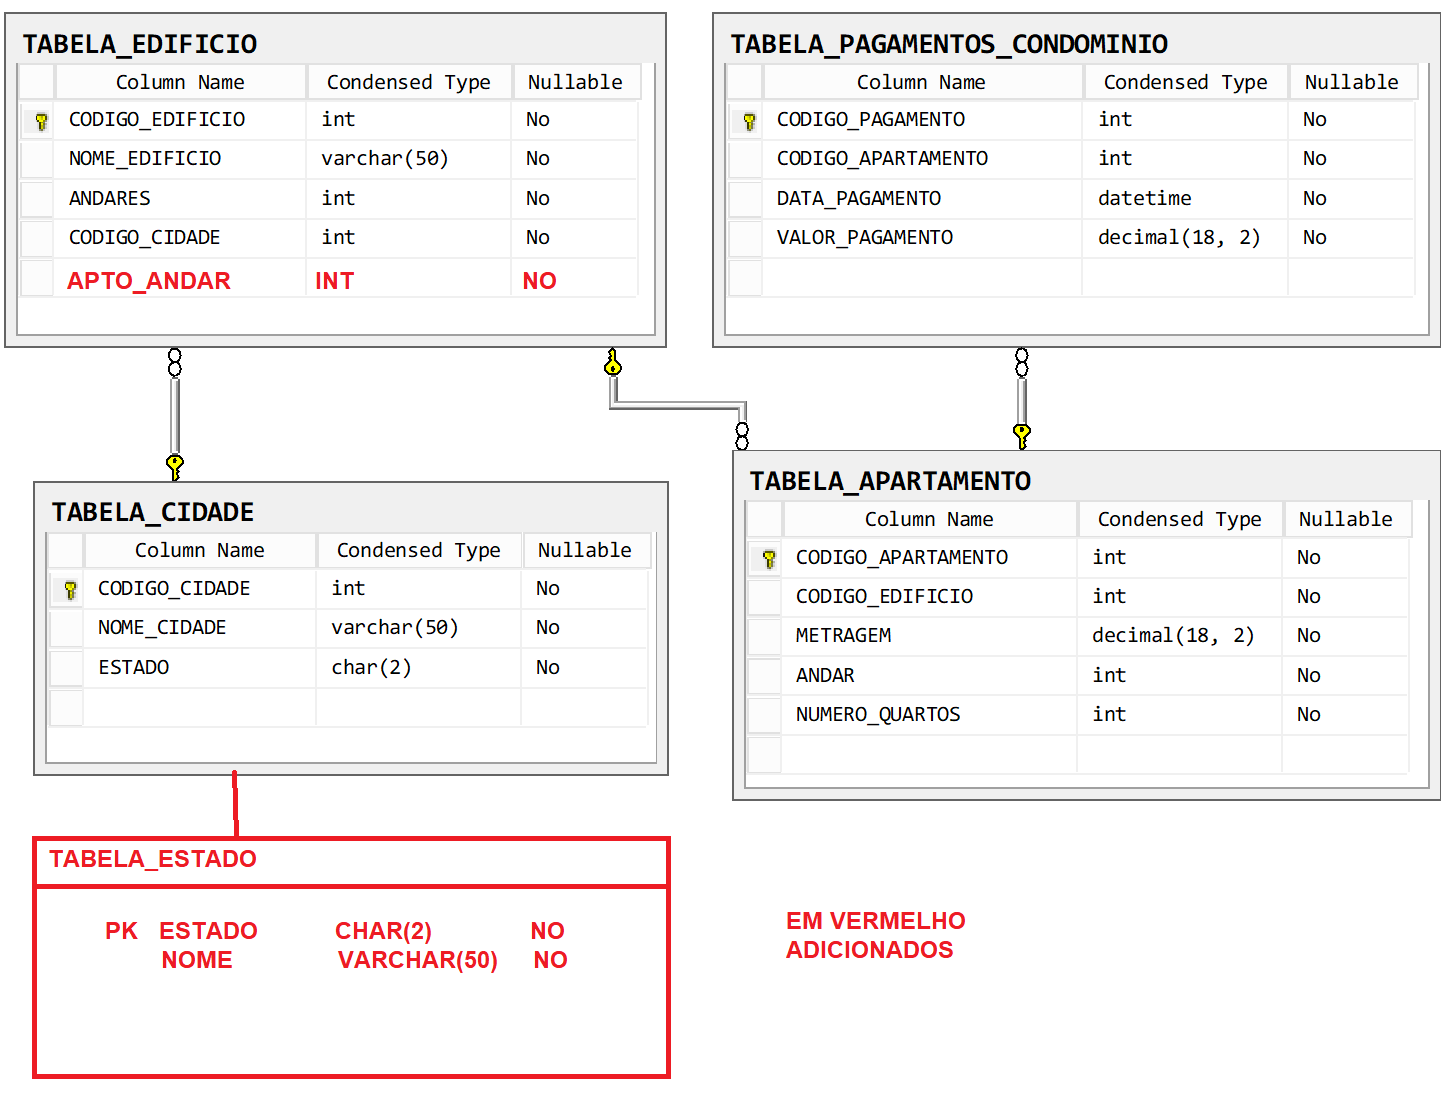 TABELA_EDIFICIO
Column Name Condensed Type Nullable
CODIGO_EDIFICIO int No
NOME_EDIFICIO varchar(50) No
ANDARES int No
CODIGO_CIDADE int No
APTO_ANDAR INT NO
TABELA_PAGAMENTOS_CONDOMINIO
Column Name Condensed Type Nullable
CODIGO_PAGAMENTO int No
CODIGO_APARTAMENTO int No
DATA_PAGAMENTO datetime No
VALOR_PAGAMENTO decimal(18, 2) No
TABELA_CIDADE
Column Name Condensed Type Nullable
CODIGO_CIDADE int No
NOME_CIDADE varchar(50) No
ESTADO char(2) No
TABELA_APARTAMENTO
Column Name Condensed Type Nullable
CODIGO_APARTAMENTO int No
CODIGO_EDIFICIO int No
METRAGEM decimal(18, 2) No
ANDAR int No
NUMERO_QUARTOS int No
TABELA_ESTADO
PK ESTADO CHAR(2) NO
NOME VARCHAR(50) NO
EM VERMELHO
ADICIONADOS